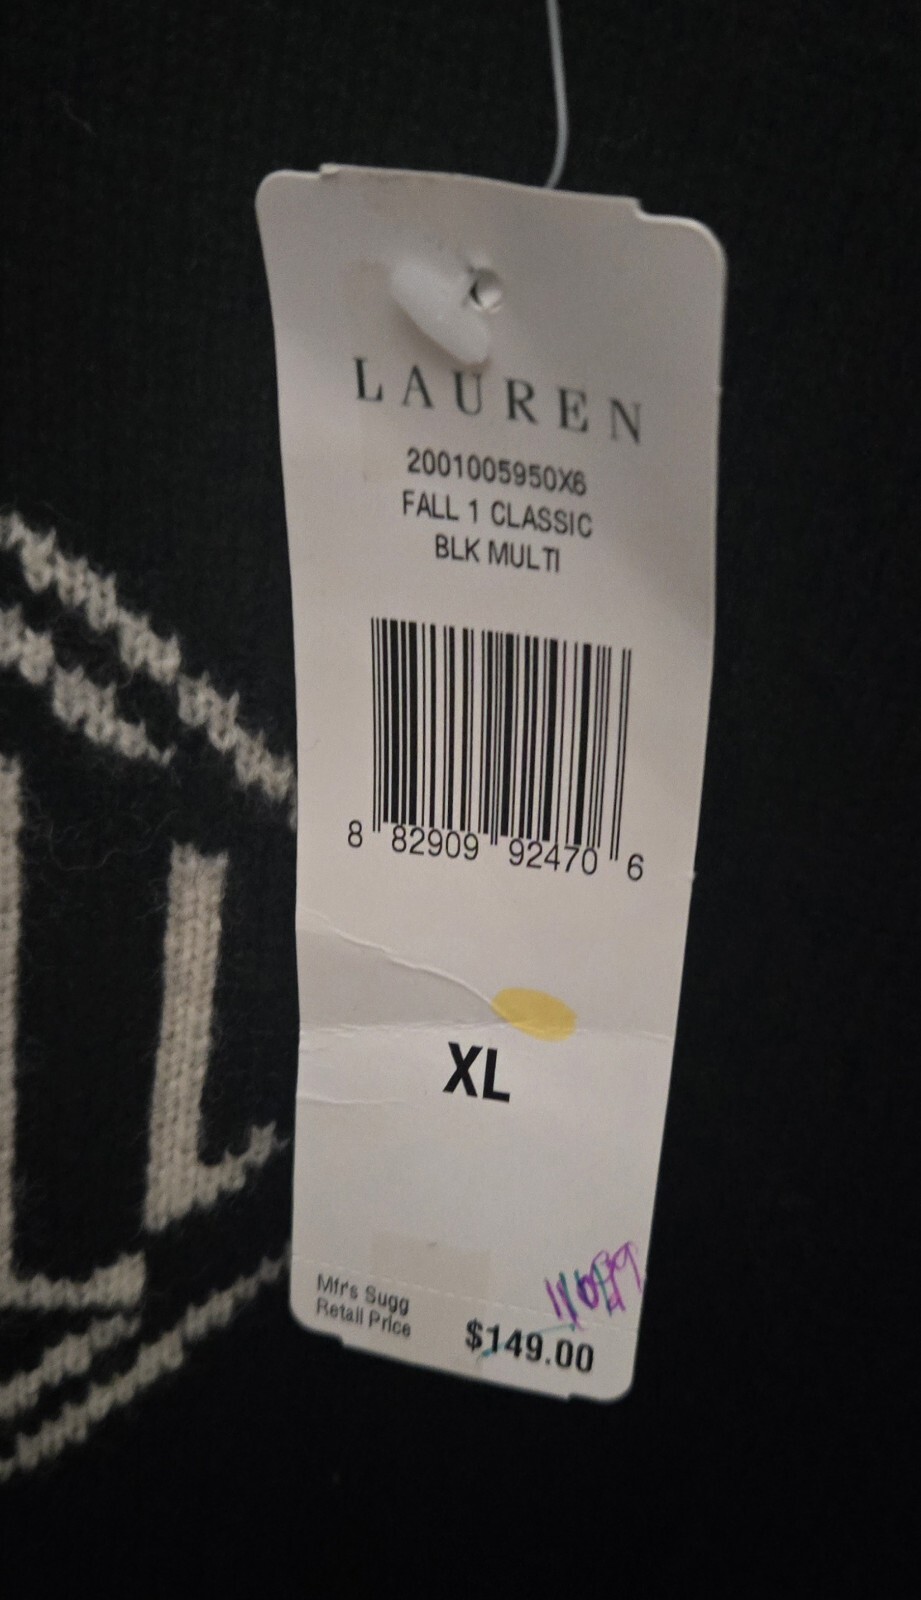 LAUREN
2001005950X6
FALL 1 CLASSIC
BLK MULTI
8 82909 92470 6
XL
Mfr's Sugg
Retail Price
$149.00